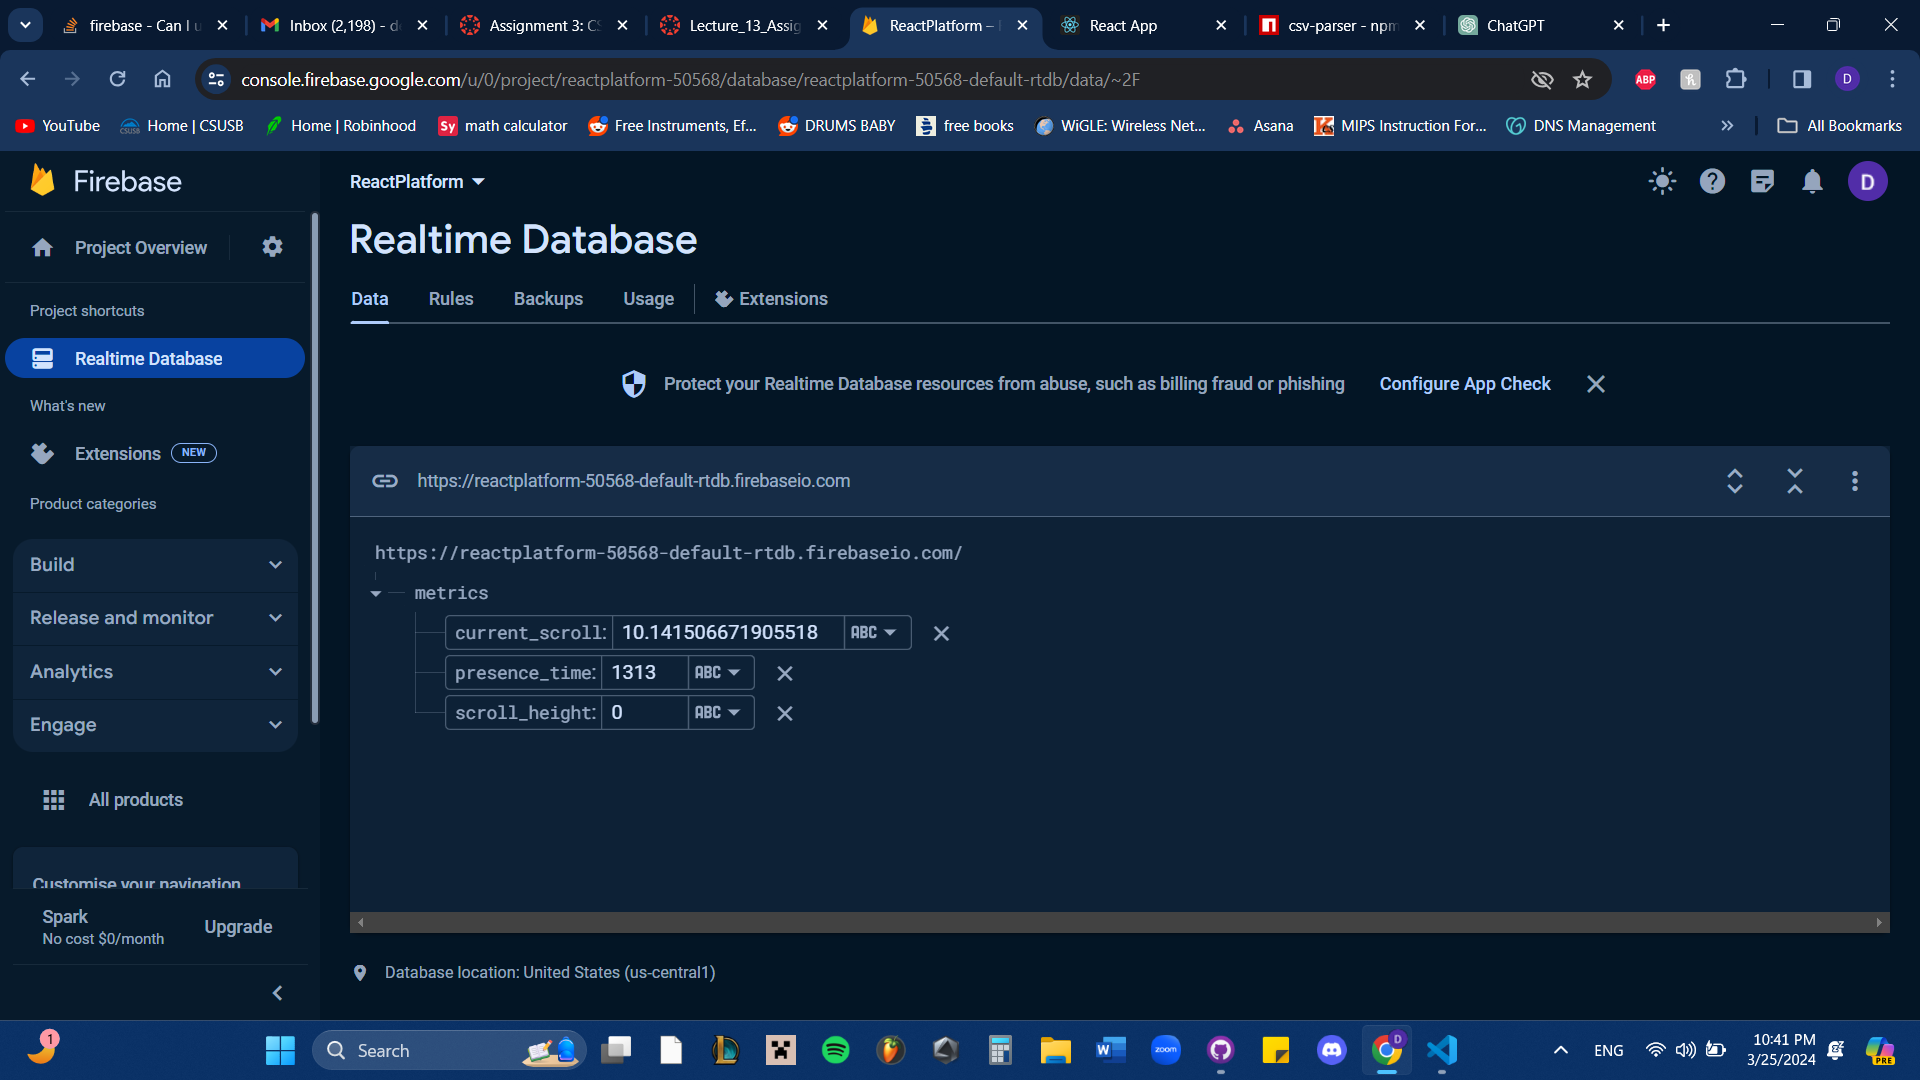 firebase - Can I u
Inbox (2,198) - de
Assignment 3: CS
Lecture_13_Assig
ReactPlatform –
React App
csv-parser - npm
ChatGPT
console.firebase.google.com/u/0/project/reactplatform-50568/database/reactplatform-50568-default-rtdb/data/~2F
ABP
D
YouTube
Home | CSUSB
Home | Robinhood
Sy math calculator
Free Instruments, Ef...
DRUMS BABY
free books
WiGLE: Wireless Net...
Asana
MIPS Instruction For...
DNS Management
All Bookmarks
Firebase
ReactPlatform
D
Project Overview
Realtime Database
Project shortcuts
Data
Rules
Backups
Usage
Extensions
Realtime Database
Protect your Realtime Database resources from abuse, such as billing fraud or phishing
Configure App Check
What's new
Extensions NEW
Product categories
https://reactplatform-50568-default-rtdb.firebaseio.com
https://reactplatform-50568-default-rtdb.firebaseio.com/
metrics
current_scroll: 10.141506671905518 ABC
presence_time: 1313 ABC
scroll_height: 0 ABC
Build
Release and monitor
Analytics
Engage
All products
Customise your navigation
Spark
No cost $0/month
Upgrade
Database location: United States (us-central1)
1
Search
W
zoom
D
ENG
10:41 PM
3/25/2024
PRE